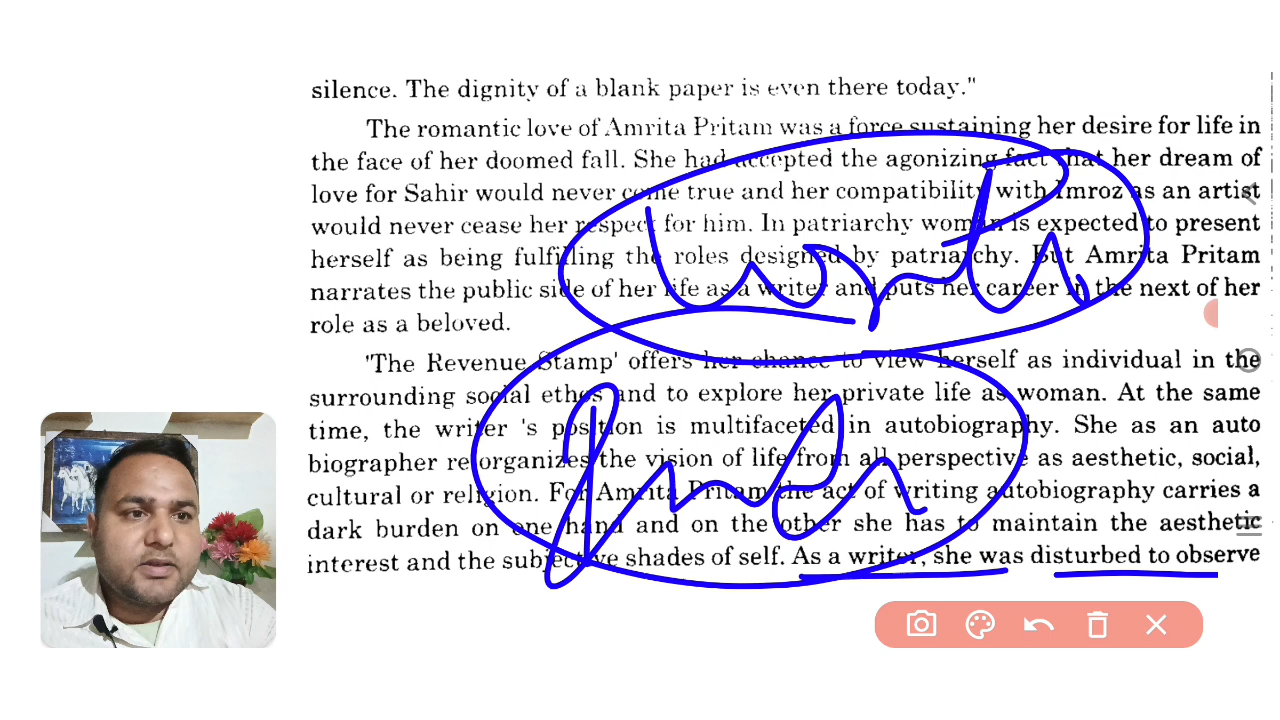 silence. The dignity of a blank paper is even there today."
The romantic love of Amrita Pritam was a force sustaining her desire for life in
the face of her doomed fall. She had accepted the agonizing fact that her dream of
love for Sahir would never come true and her compatibility with Imroz as an artist
would never cease her respect for him. In patriarchy woman is expected to present
herself as being fulfilling the roles designed by patriarchy. But Amrita Pritam
narrates the public side of her life as a writer and puts her career in the next of her
role as a beloved.
'The Revenue Stamp' offers her chance to view herself as individual in the
surrounding social ethos and to explore her private life as woman. At the same
time, the writer 's position is multifaceted in autobiography. She as an auto
biographer reorganizes the vision of life from all perspective as aesthetic, social,
cultural or religion. For Amrita Pritam the act of writing autobiography carries a
dark burden on one hand and on the other she has to maintain the aesthetic
interest and the subjective shades of self. As a writer, she was disturbed to observe